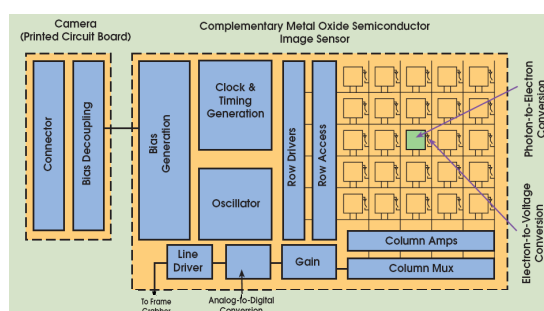 Camera
(Printed Circuit Board)
Complementary Metal Oxide Semiconductor
Image Sensor
Connector
Bias Decoupling
Bias
Generation
Clock &
Timing
Generation
Oscillator
Row Drivers
Row Access
Photon-to-Electron
Conversion
Electron-to-Voltage
Conversion
Column Amps
Column Mux
Line
Driver
Gain
To Frame
Grabber
Analog-to-Digital
Conversion